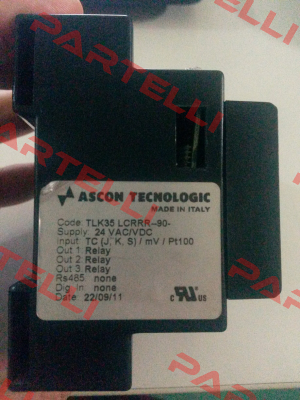 PARTELLI
ASCON TECNOLOGIC
MADE IN ITALY
Code: TLK35 LCRRR--90-
Supply: 24 VAC/VDC
Input: TC (J, K, S) / mV / Pt100
Out 1: Relay
Out 2: Relay
Out 3: Relay
Rs485: none
Dig. In: none
Date: 22/09/11
c RU US
PARTELLI
PARTELLI